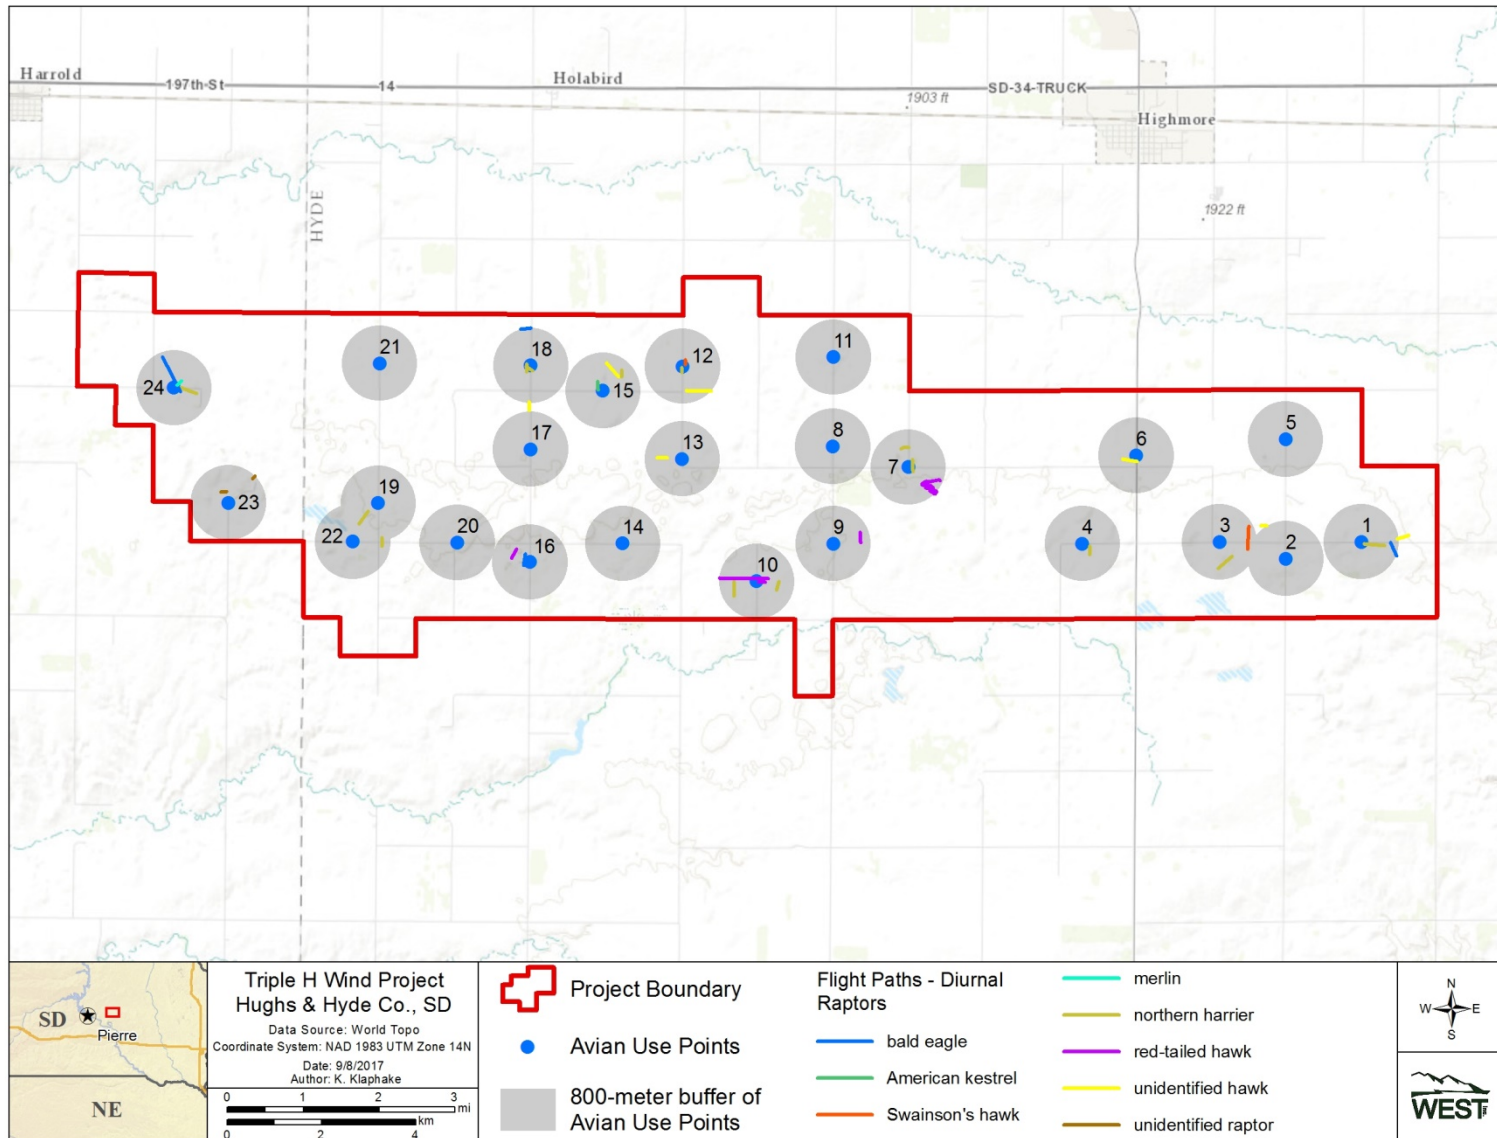 Harrold
197th-St
14
Holabird
SD-34-TRUCK
1903 ft
Highmore
1922 ft
HYDE
21
18
12
11
15
24
5
6
17
13
8
7
23
19
22
20
16
14
9
10
4
3
2
1
SD
Pierre
NE
Triple H Wind Project
Hughs & Hyde Co., SD
Data Source: World Topo
Coordinate System: NAD 1983 UTM Zone 14N
Date: 9/8/2017
Author: K. Klaphake
0 1 2 3
mi
km
0 2 4
Project Boundary
Avian Use Points
800-meter buffer of
Avian Use Points
Flight Paths - Diurnal
Raptors
bald eagle
American kestrel
Swainson's hawk
merlin
northern harrier
red-tailed hawk
unidentified hawk
unidentified raptor
N
W E
S
WEST